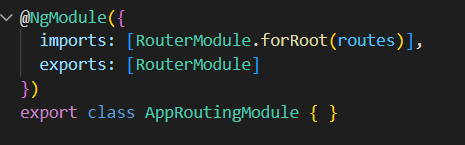 @NgModule({
  imports: [RouterModule.forRoot(routes)],
  exports: [RouterModule]
})
export class AppRoutingModule { }